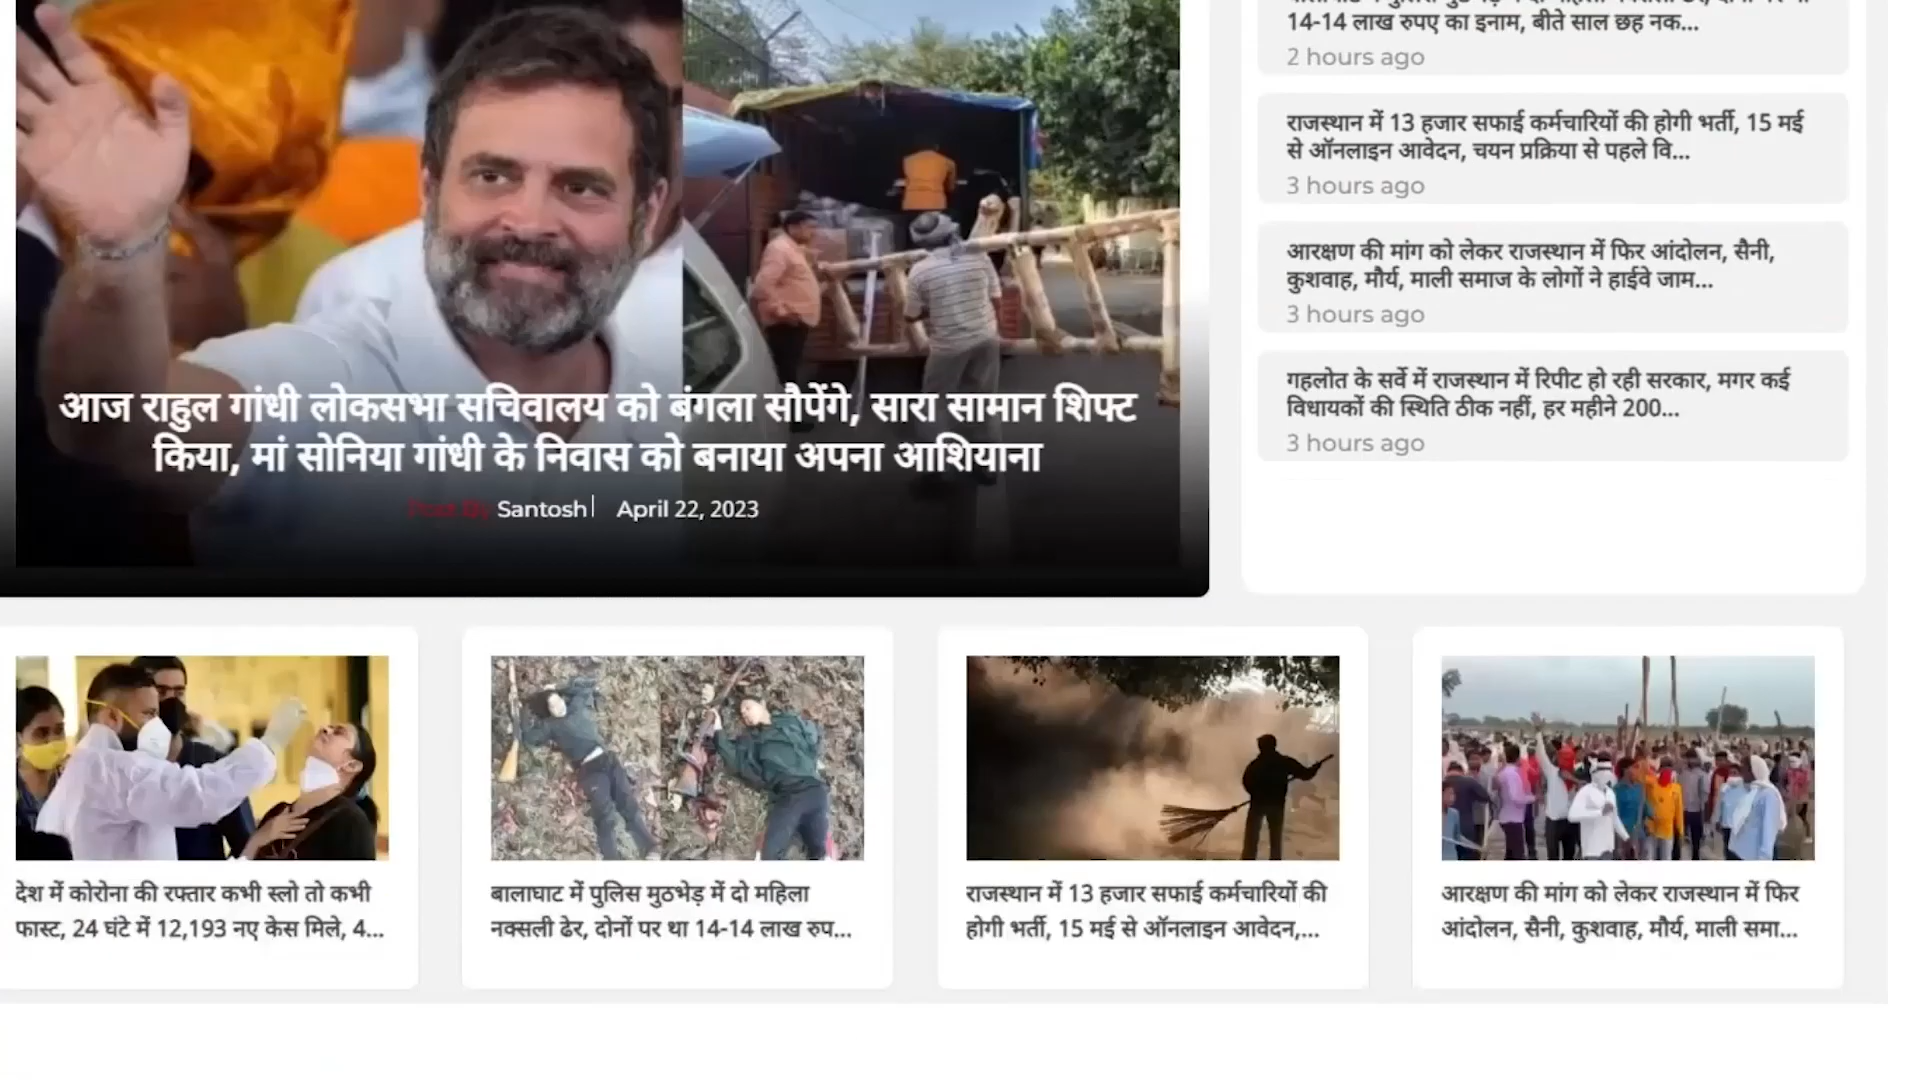 आज राहुल गांधी लोकसभा सचिवालय को बंगला सौपेंगे, सारा सामान शिफ्ट
किया, मां सोनिया गांधी के निवास को बनाया अपना आशियाना
Post By Santosh | April 22, 2023
14-14 लाख रुपए का इनाम, बीते साल छह नक...
2 hours ago
राजस्थान में 13 हजार सफाई कर्मचारियों की होगी भर्ती, 15 मई
से ऑनलाइन आवेदन, चयन प्रक्रिया से पहले वि...
3 hours ago
आरक्षण की मांग को लेकर राजस्थान में फिर आंदोलन, सैनी,
कुशवाह, मौर्य, माली समाज के लोगों ने हाईवे जाम...
3 hours ago
गहलोत के सर्वे में राजस्थान में रिपीट हो रही सरकार, मगर कई
विधायकों की स्थिति ठीक नहीं, हर महीने 200...
3 hours ago
देश में कोरोना की रफ्तार कभी स्लो तो कभी
फास्ट, 24 घंटे में 12,193 नए केस मिले, 4...
बालाघाट में पुलिस मुठभेड़ में दो महिला
नक्सली ढेर, दोनों पर था 14-14 लाख रुप...
राजस्थान में 13 हजार सफाई कर्मचारियों की
होगी भर्ती, 15 मई से ऑनलाइन आवेदन,...
आरक्षण की मांग को लेकर राजस्थान में फिर
आंदोलन, सैनी, कुशवाह, मौर्य, माली समा...